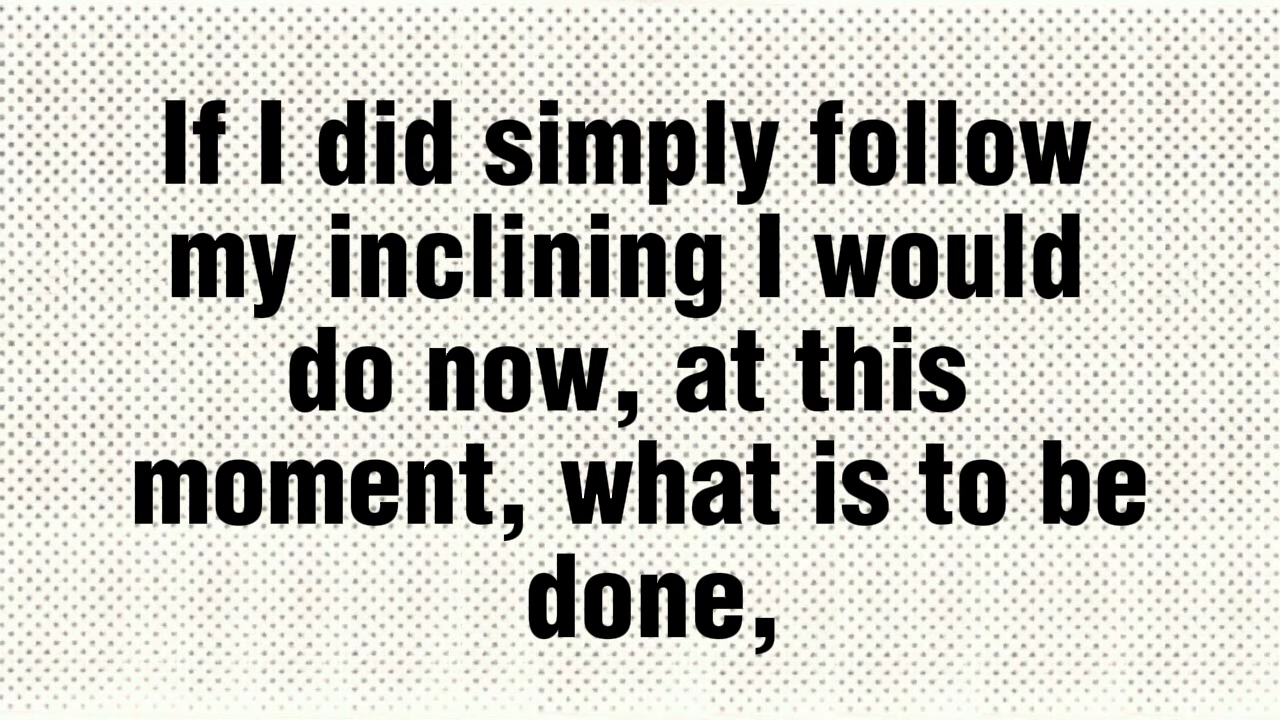 If I did simply follow
my inclining I would
do now, at this
moment, what is to be
done,